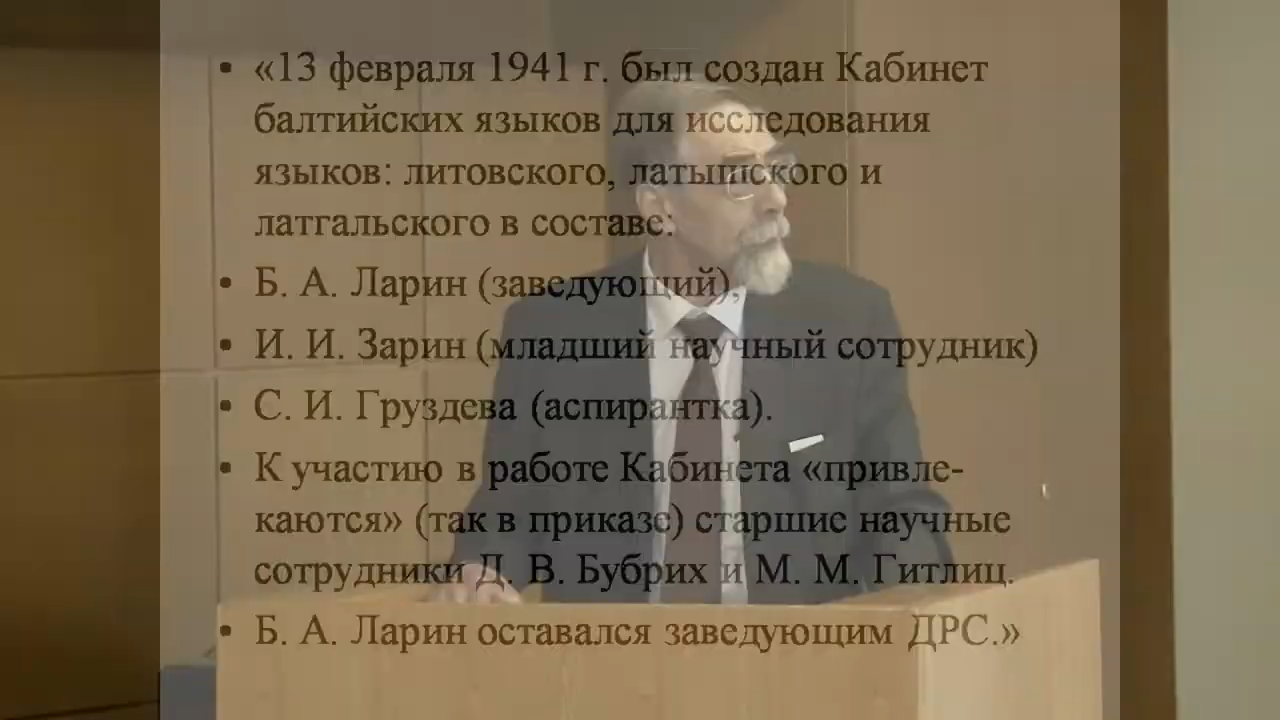 • «13 февраля 1941 г. был создан Кабинет
балтийских языков для исследования
языков: литовского, латышского и
латгальского в составе:
• Б. А. Ларин (заведующий),
• И. И. Зарин (младший научный сотрудник)
• С. И. Груздева (аспирантка).
• К участию в работе Кабинета «привле-
каются» (так в приказе) старшие научные
сотрудники Д. В. Бубрих и М. М. Гитлиц.
• Б. А. Ларин оставался заведующим ДРС.»